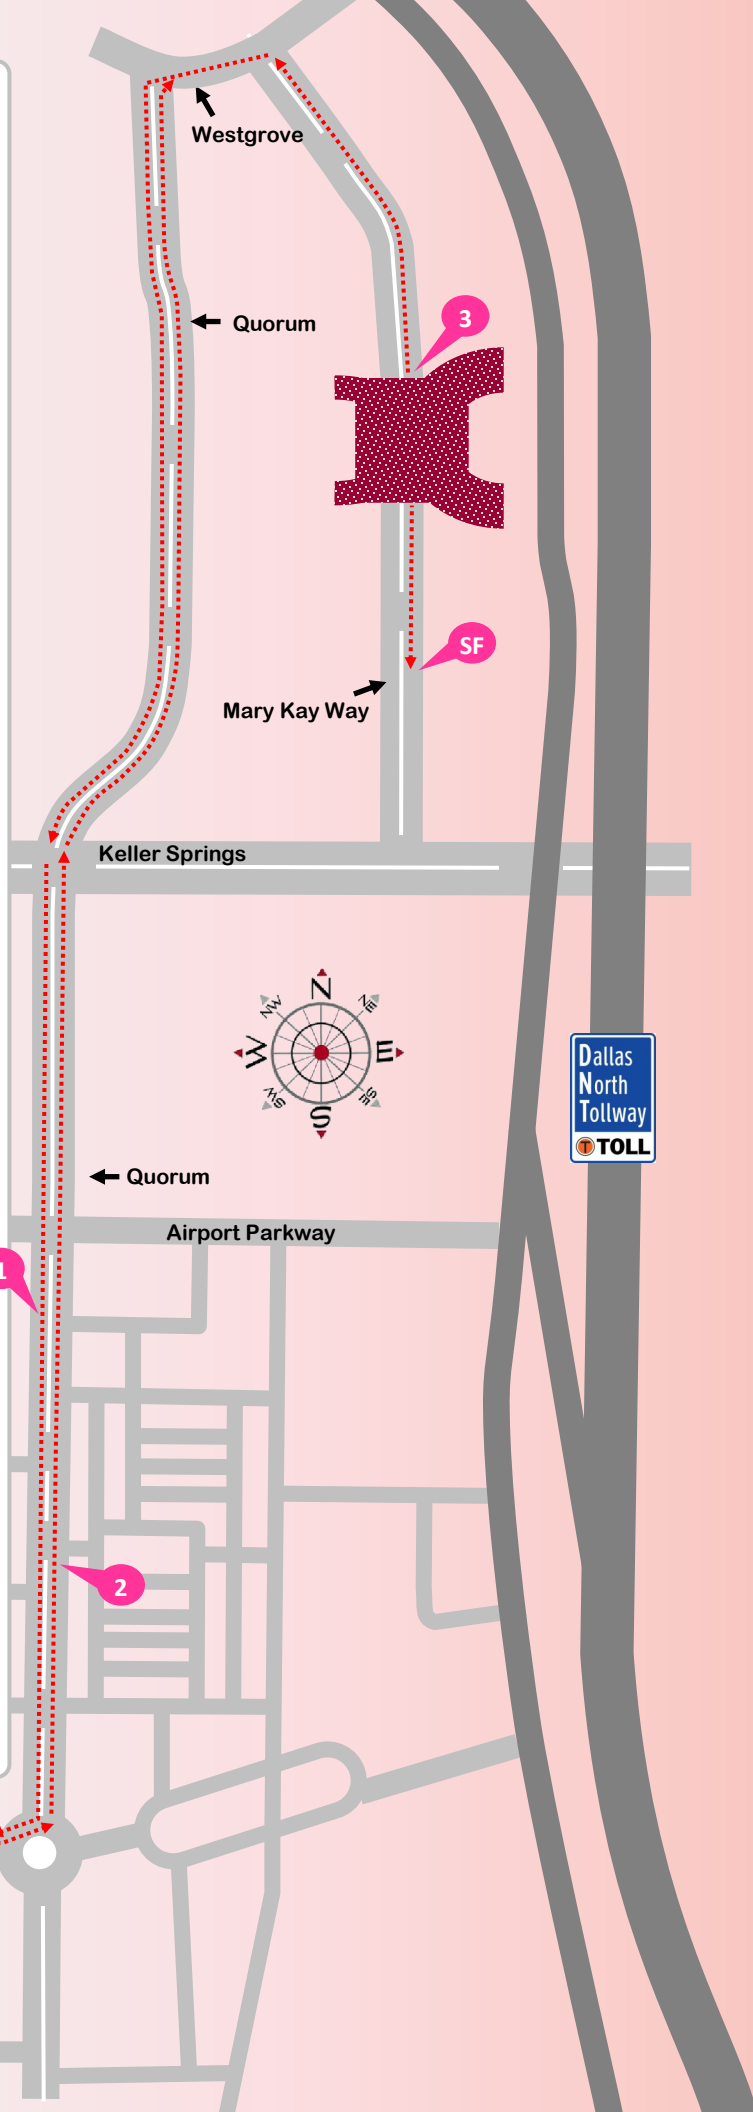 Westgrove
3
Quorum
SF
Mary Kay Way
Keller Springs
N
NW
NE
W
E
SW
SE
S
Dallas
North
Tollway
TOLL
Quorum
Airport Parkway
1
2